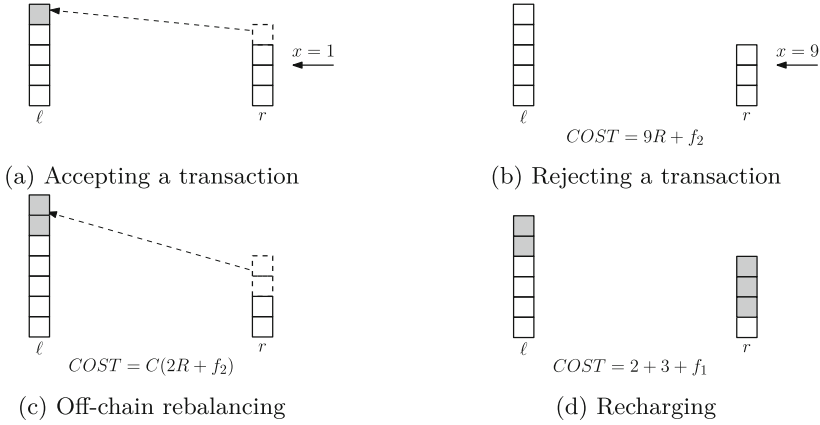 x = 1
ℓ
r
(a) Accepting a transaction
x = 9
ℓ
r
COST = 9R + f₂
(b) Rejecting a transaction
ℓ
r
COST = C(2R + f₂)
(c) Off-chain rebalancing
ℓ
r
COST = 2 + 3 + f₁
(d) Recharging